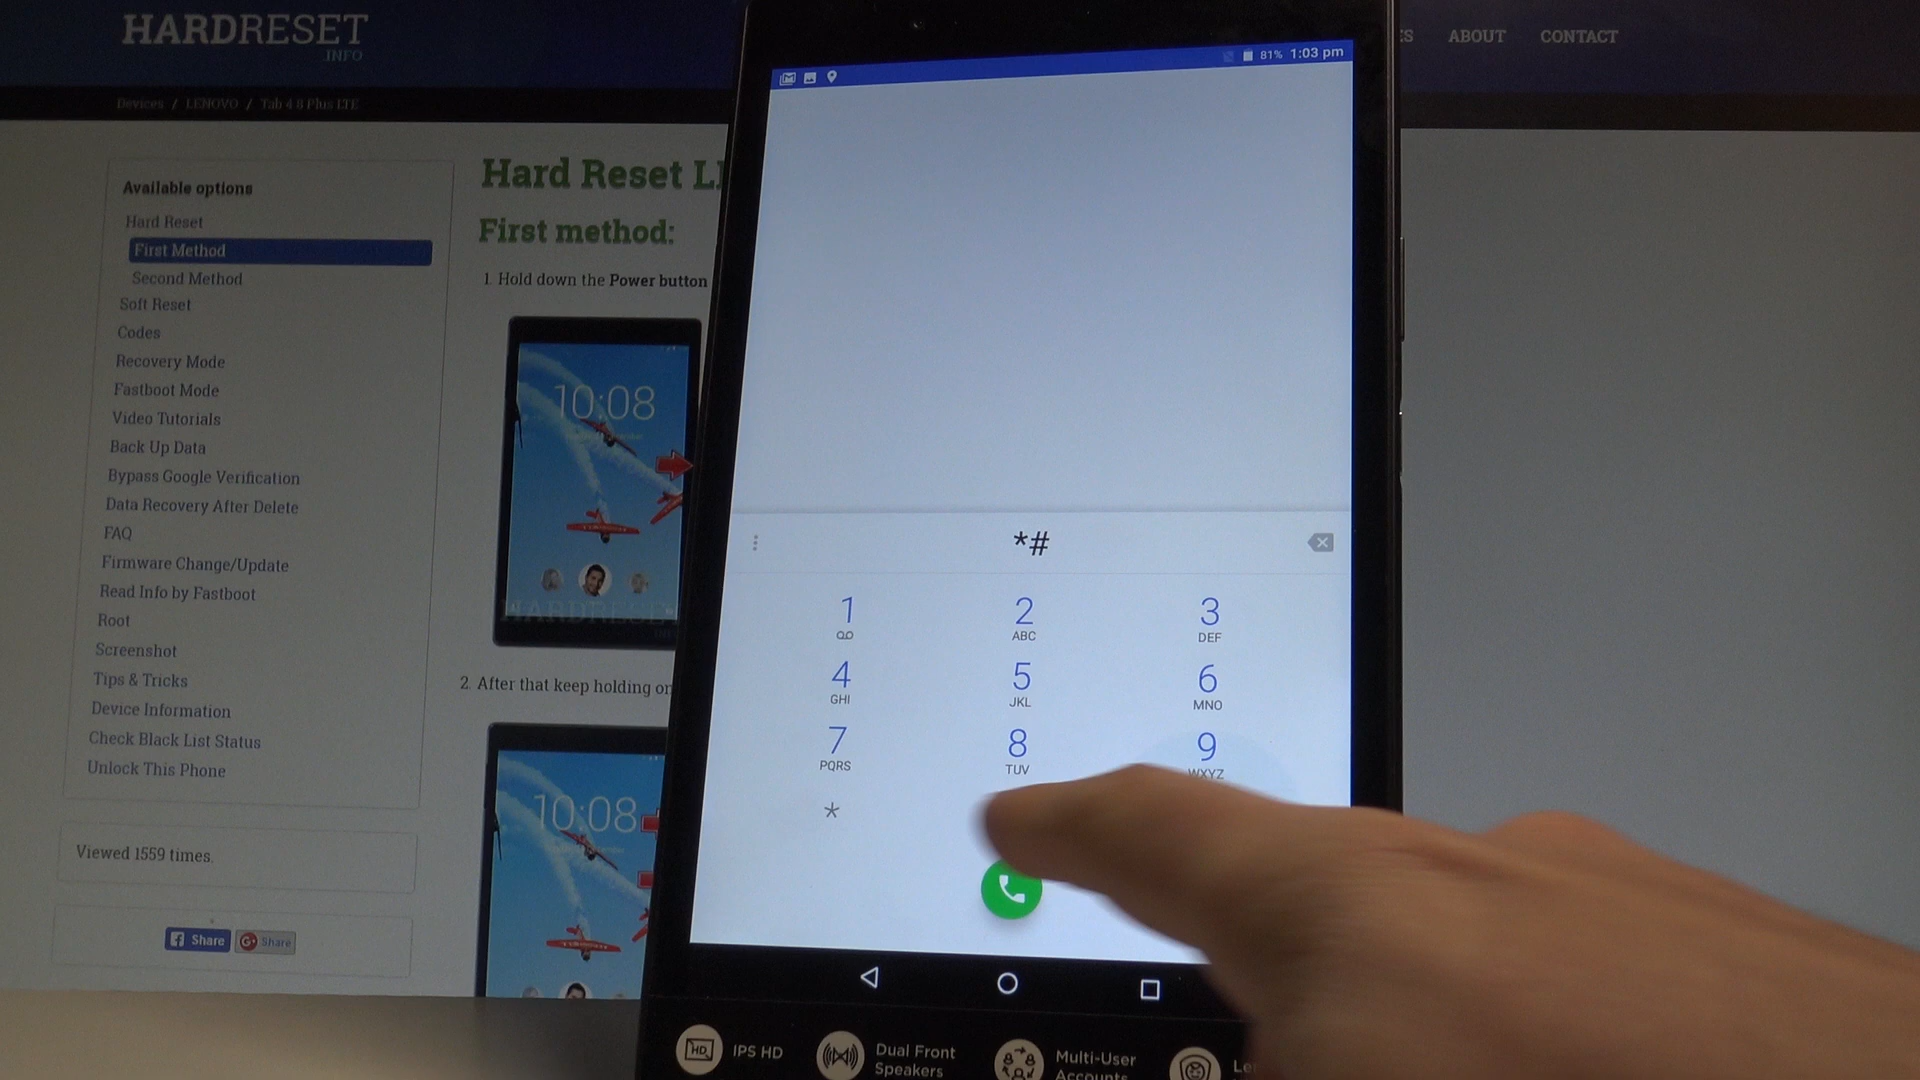 HARDRESET
.INFO
ABOUT
CONTACT
Devices / LENOVO / Tab 4 8 Plus LTE
81% 1:03 pm
Available options
Hard Reset
First Method
Second Method
Soft Reset
Codes
Recovery Mode
Fastboot Mode
Video Tutorials
Back Up Data
Bypass Google Verification
Data Recovery After Delete
FAQ
Firmware Change/Update
Read Info by Fastboot
Root
Screenshot
Tips & Tricks
Device Information
Check Black List Status
Unlock This Phone
Viewed 1559 times.
Share
G+ Share
Hard Reset
First method:
1. Hold down the Power button
10:08
HARDRESE
2. After that keep holding
10:08
*#
1 2 ABC 3 DEF
4 GHI 5 JKL 6 MNO
7 PQRS 8 TUV 9 WXYZ
*
HD IPS HD
Dual Front
Speakers
Multi-User
Accounts